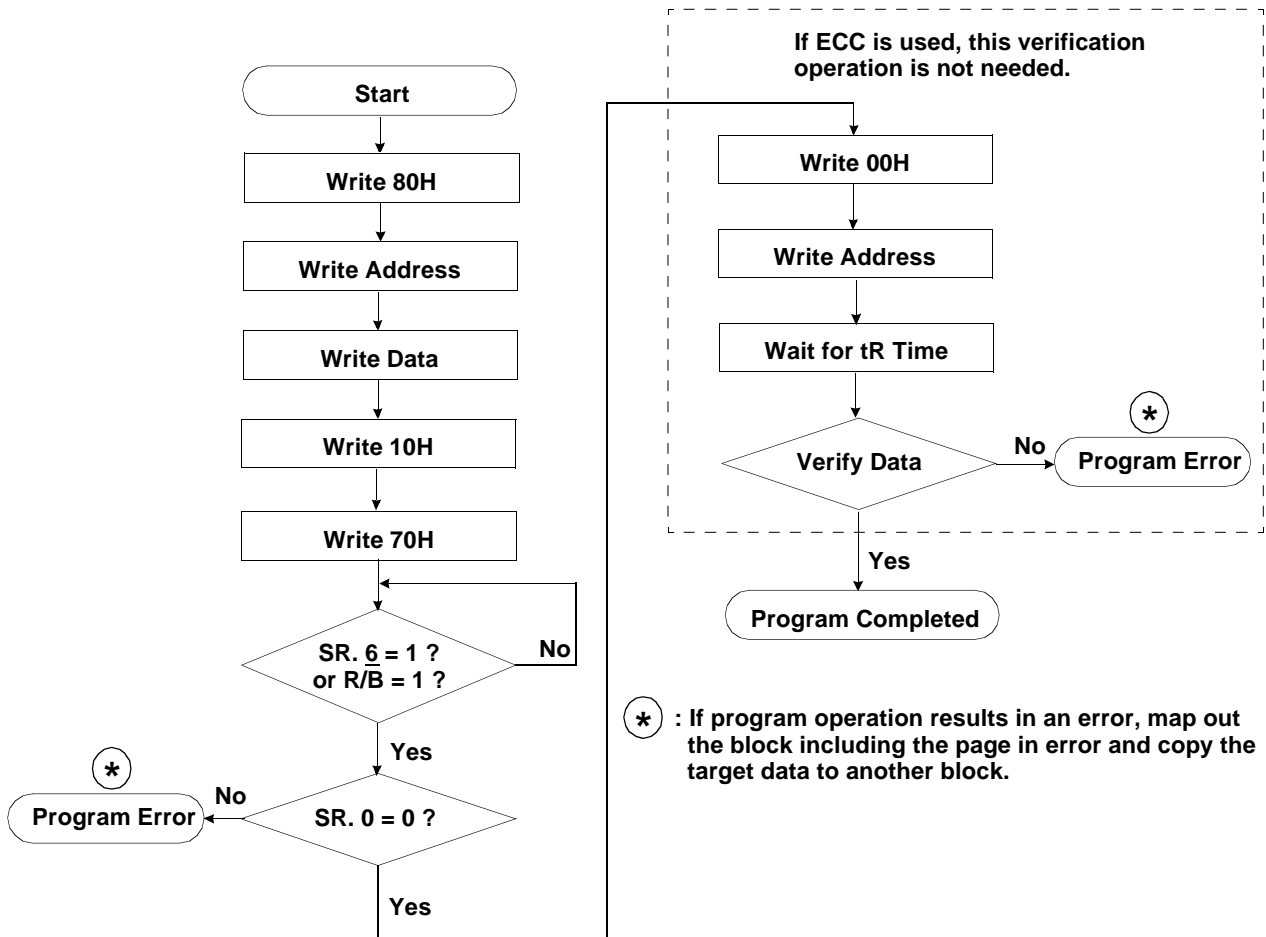 Start
Write 80H
Write Address
Write Data
Write 10H
Write 70H
SR. 6 = 1 ?
or R/B = 1 ?
No
Yes
*
No
Program Error
SR. 0 = 0 ?
Yes
If ECC is used, this verification
operation is not needed.
Write 00H
Write Address
Wait for tR Time
Verify Data
No
*
Program Error
Yes
Program Completed
* : If program operation results in an error, map out
the block including the page in error and copy the
target data to another block.